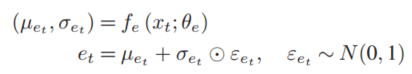 (μ_{e_t}, σ_{e_t}) = f_e (x_t; θ_e)
e_t = μ_{e_t} + σ_{e_t} ⊙ ε_{e_t},   ε_{e_t} ∼ N(0, 1)